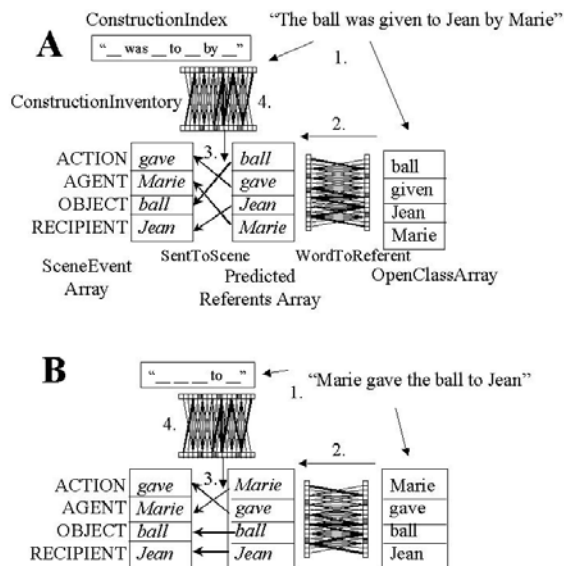 ConstructionIndex
“The ball was given to Jean by Marie”
A
“__ was __ to __ by __”
1.
ConstructionInventory
4.
2.
3.
ACTION gave ball ball
AGENT Marie gave given
OBJECT ball Jean Jean
RECIPIENT Jean Marie Marie
SentToScene WordToReferent
SceneEvent Array
Predicted Referents Array
OpenClassArray
B
“__ __ __ to __”
1.
“Marie gave the ball to Jean”
4.
2.
3.
ACTION gave Marie Marie
AGENT Marie gave gave
OBJECT ball ball ball
RECIPIENT Jean Jean Jean